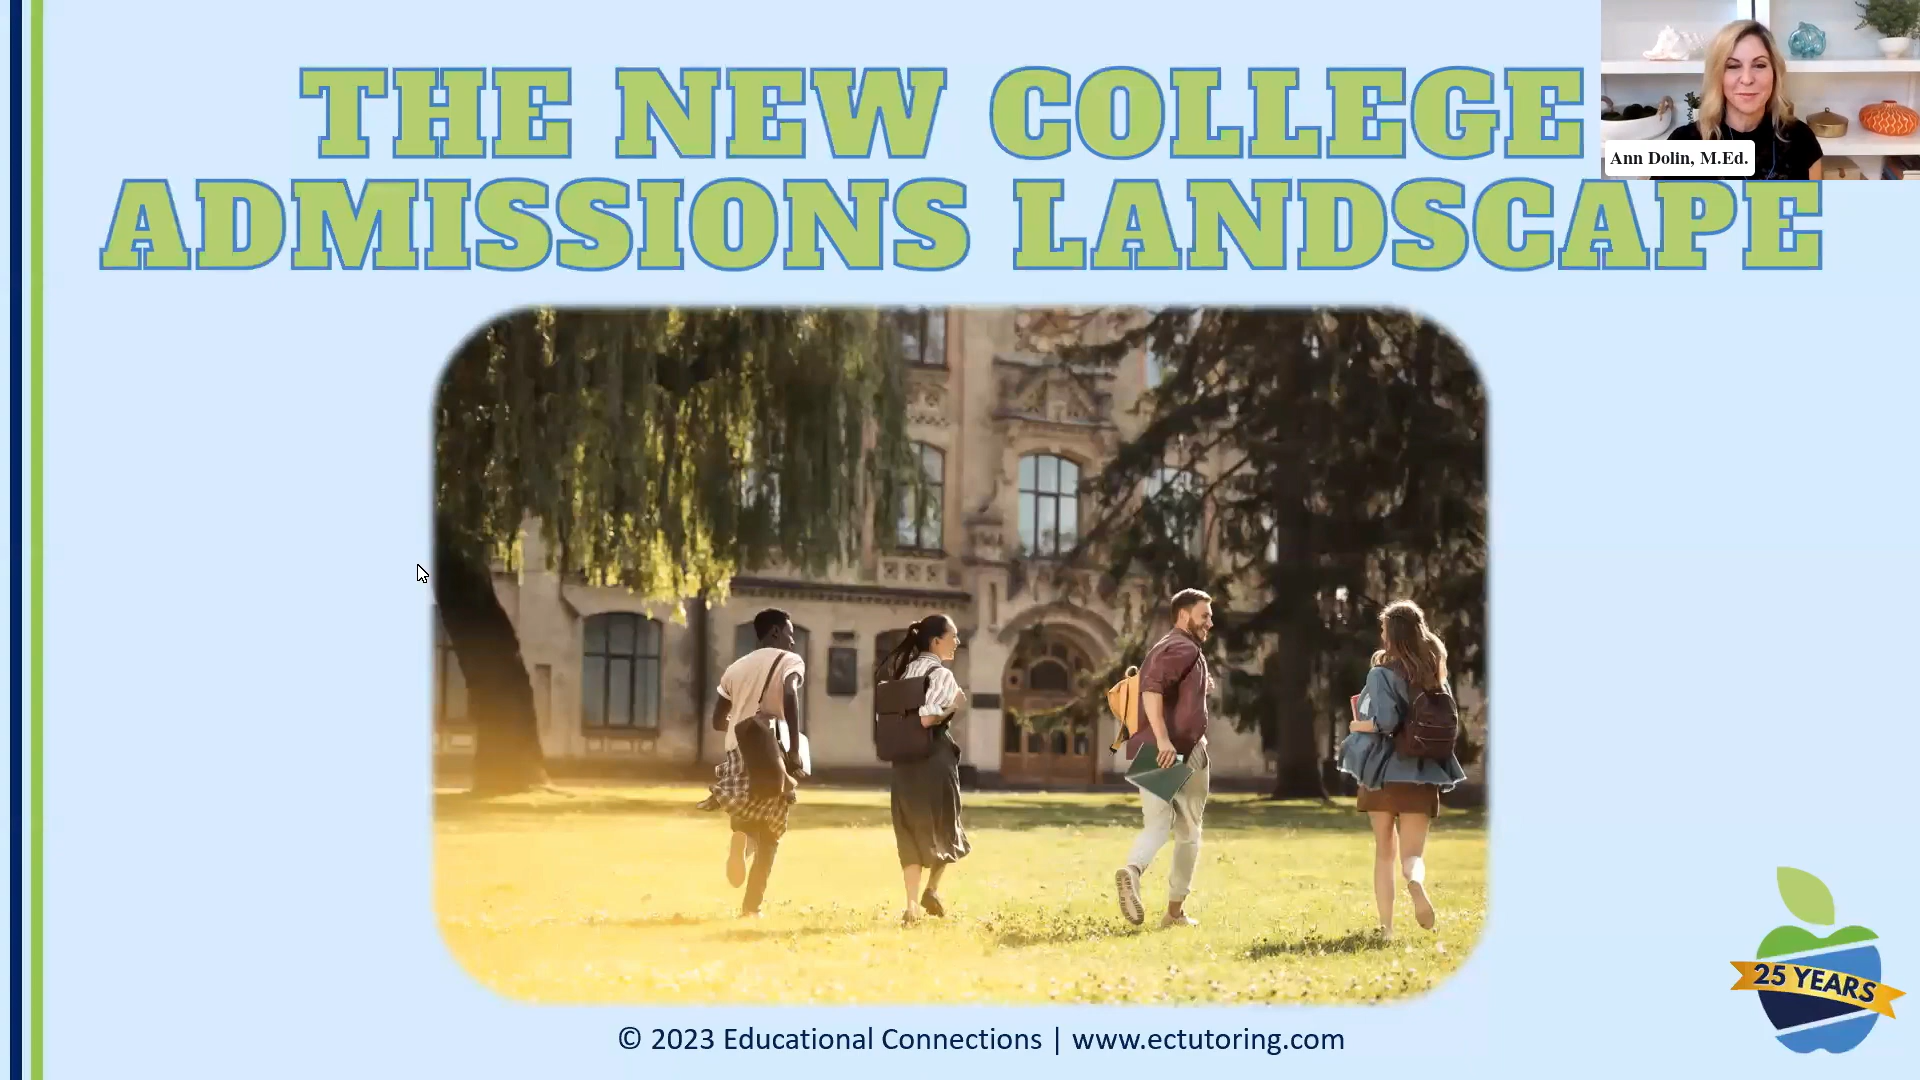 THE NEW COLLEGE
ADMISSIONS LANDSCAPE
Ann Dolin, M.Ed.
25 YEARS
© 2023 Educational Connections | www.ectutoring.com